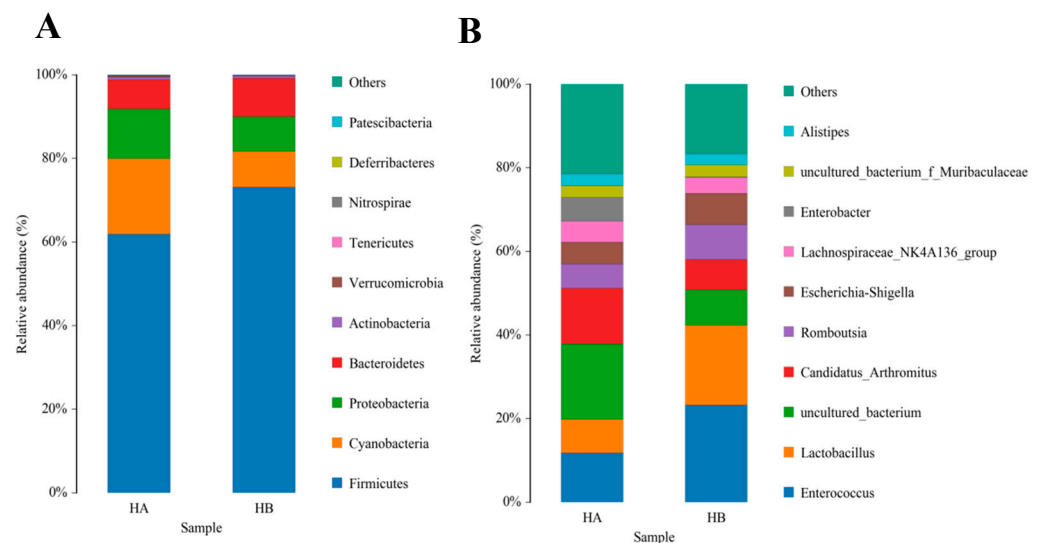 A
Relative abundance (%)
100%
80%
60%
40%
20%
0%
HA
HB
Sample
Others
Patescibacteria
Deferribacteres
Nitrospirae
Tenericutes
Verrucomicrobia
Actinobacteria
Bacteroidetes
Proteobacteria
Cyanobacteria
Firmicutes
B
Relative abundance (%)
100%
80%
60%
40%
20%
0%
HA
HB
Sample
Others
Alistipes
uncultured_bacterium_f_Muribaculaceae
Enterobacter
Lachnospiraceae_NK4A136_group
Escherichia-Shigella
Romboutsia
Candidatus_Arthromitus
uncultured_bacterium
Lactobacillus
Enterococcus